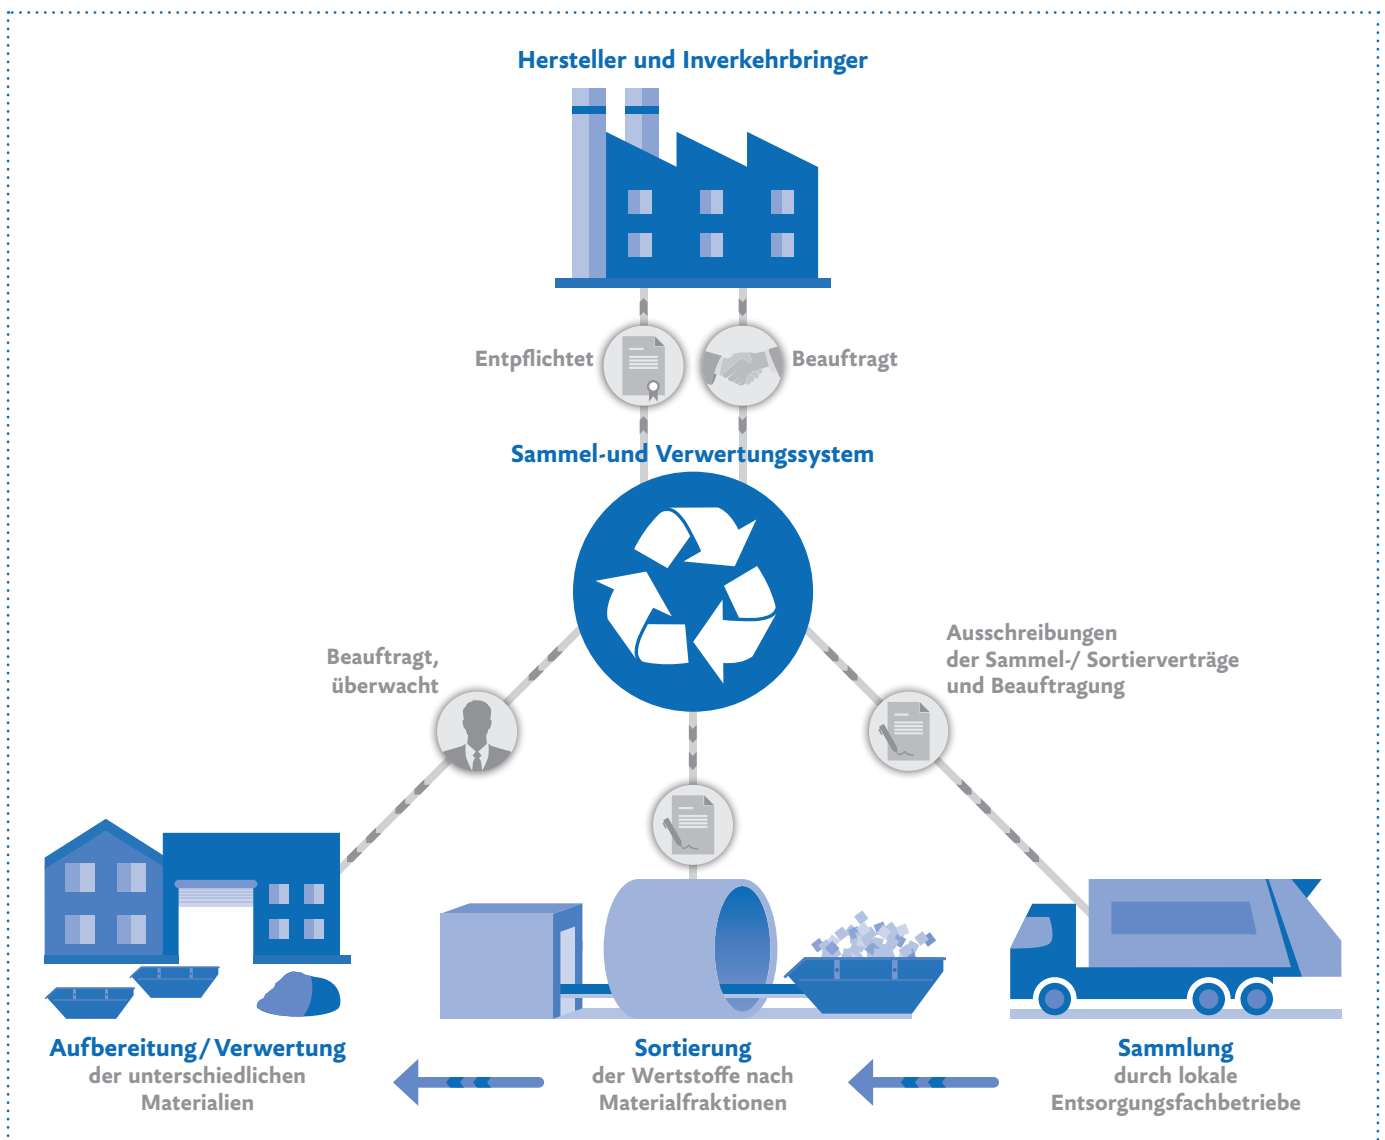 Hersteller und Inverkehrbringer
Entpflichtet
Beauftragt
Sammel-und Verwertungssystem
Beauftragt,
überwacht
Ausschreibungen
der Sammel-/ Sortierverträge
und Beauftragung
Aufbereitung/Verwertung
der unterschiedlichen
Materialien
Sortierung
der Wertstoffe nach
Materialfraktionen
Sammlung
durch lokale
Entsorgungsfachbetriebe